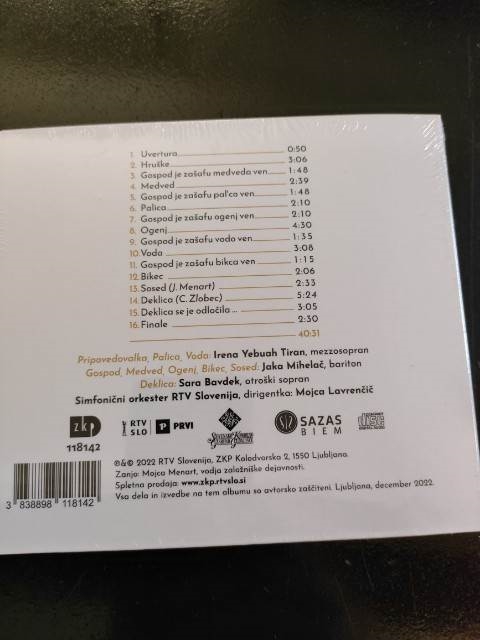 1. Uvertura 0:50
2. Hruške 3:06
3. Gospod je zašafu medveda ven 1:48
4. Medved 2:39
5. Gospod je zašafu pal'ca ven 1:48
6. Palica 2:10
7. Gospod je zašafu ogenj ven 2:10
8. Ogenj 4:30
9. Gospod je zašafu vodo ven 1:35
10. Voda 3:08
11. Gospod je zašafu bikca ven 1:15
12. Bikec 2:06
13. Sosed (J. Menart) 2:33
14. Deklica (C. Zlobec) 5:24
15. Deklica se je odločila ... 3:05
16. Finale 2:30
40:31
Pripovedovalka, Palica, Voda: Irena Yebuah Tiran, mezzosopran
Gospod, Medved, Ogenj, Bikec, Sosed: Jaka Mihelač, bariton
Deklica: Sara Bavdek, otroški sopran
Simfonični orkester RTV Slovenija, dirigentka: Mojca Lavrenčič
zkp
RTV SLO
PRVI
SAZAS
BIEM
118142
℗&© 2022 RTV Slovenija, ZKP Kolodvorska 2, 1550 Ljubljana.
Zanjo: Mojca Menart, vodja založniške dejavnosti.
Spletna prodaja: www.zkp.rtvslo.si
Vsa dela in izvedbe na tem albumu so avtorsko zaščiteni. Ljubljana, december 2022.
3 838898 118142